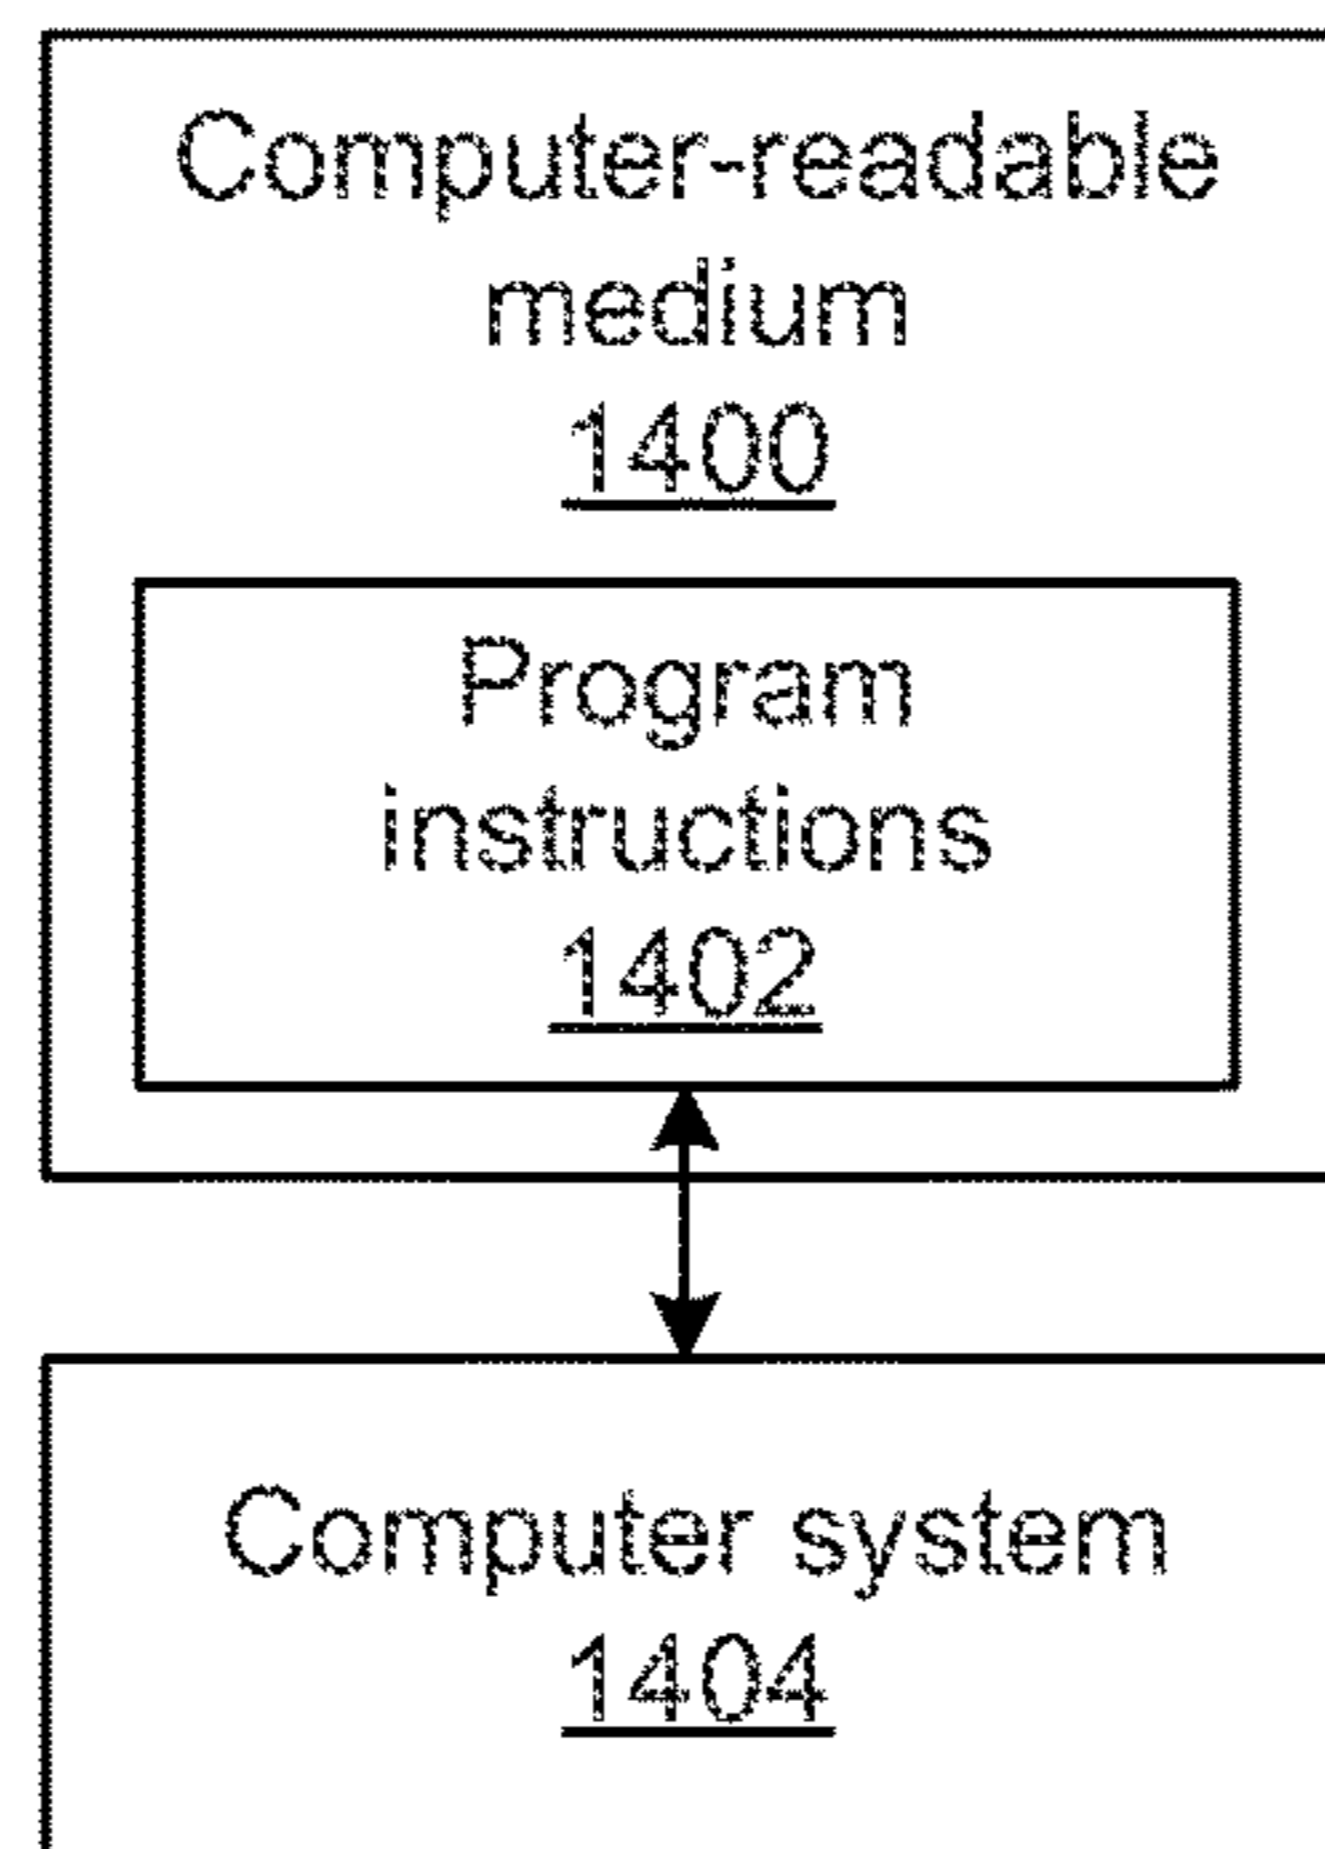 Computer-readable
medium
1400
Program
instructions
1402
Computer system
1404